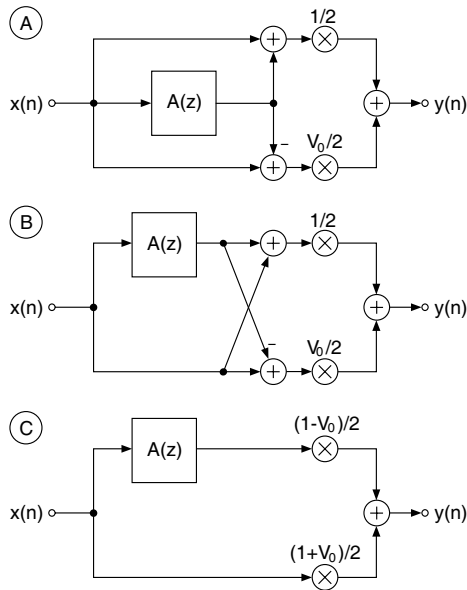 A
1/2
x(n)
A(z)
y(n)
–
V₀/2
B
A(z)
1/2
x(n)
y(n)
–
V₀/2
C
(1-V₀)/2
A(z)
x(n)
y(n)
(1+V₀)/2